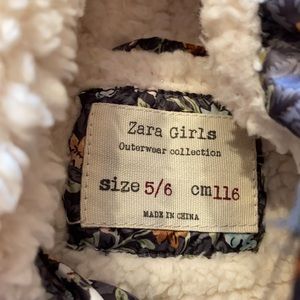 Zara Girls
Outerwear collection
size 5/6 cm116
MADE IN CHINA